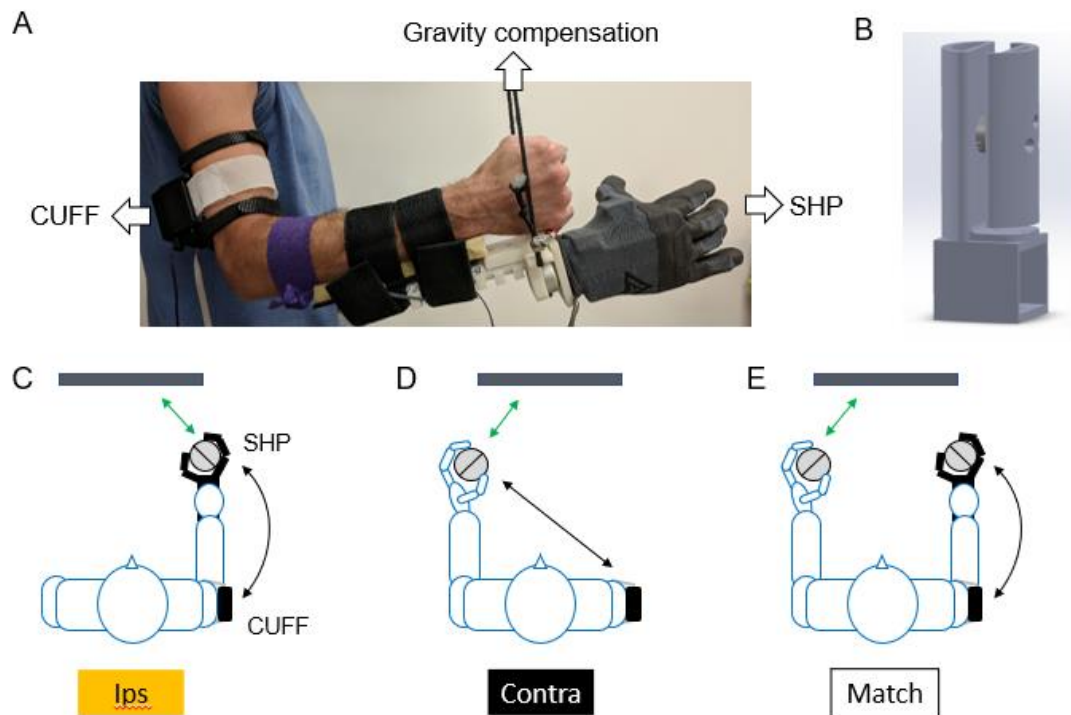 A
Gravity compensation
B
CUFF
SHP
C
D
E
SHP
CUFF
Ips
Contra
Match